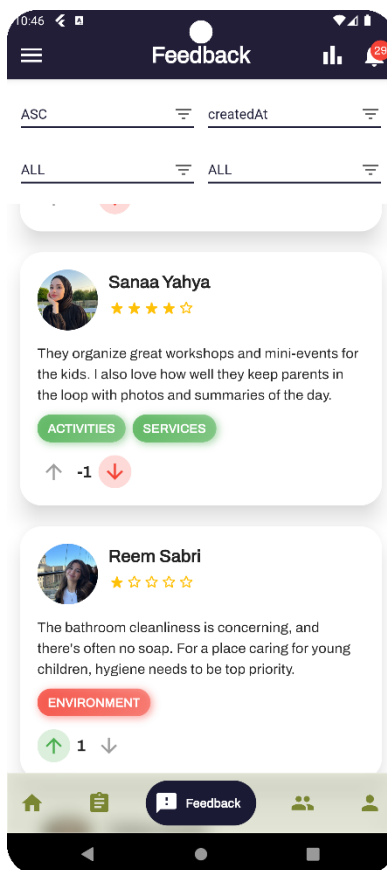 10:46
Feedback
29
ASC createdAt
ALL ALL
Sanaa Yahya
They organize great workshops and mini-events for
the kids. I also love how well they keep parents in
the loop with photos and summaries of the day.
ACTIVITIES SERVICES
-1
Reem Sabri
The bathroom cleanliness is concerning, and
there's often no soap. For a place caring for young
children, hygiene needs to be top priority.
ENVIRONMENT
1
Feedback